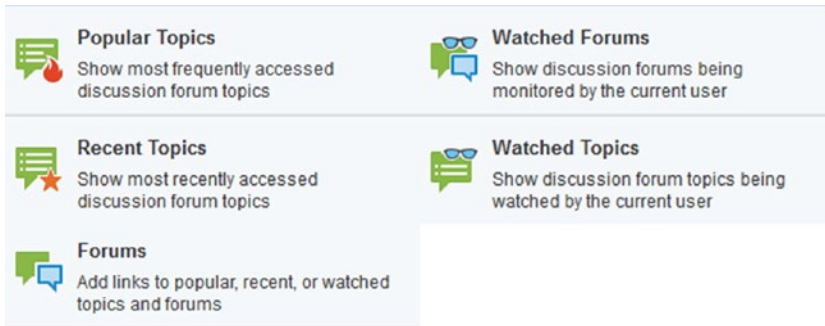 Popular Topics
Show most frequently accessed
discussion forum topics
Watched Forums
Show discussion forums being
monitored by the current user
Recent Topics
Show most recently accessed
discussion forum topics
Watched Topics
Show discussion forum topics being
watched by the current user
Forums
Add links to popular, recent, or watched
topics and forums